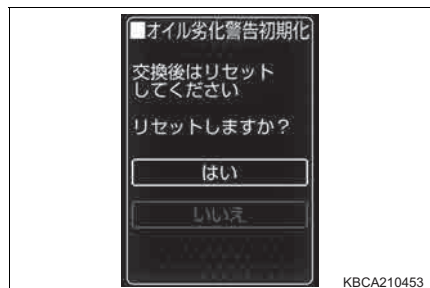 ■オイル劣化警告初期化
交換後はリセット
してください
リセットしますか？
はい
いいえ
KBCA210453